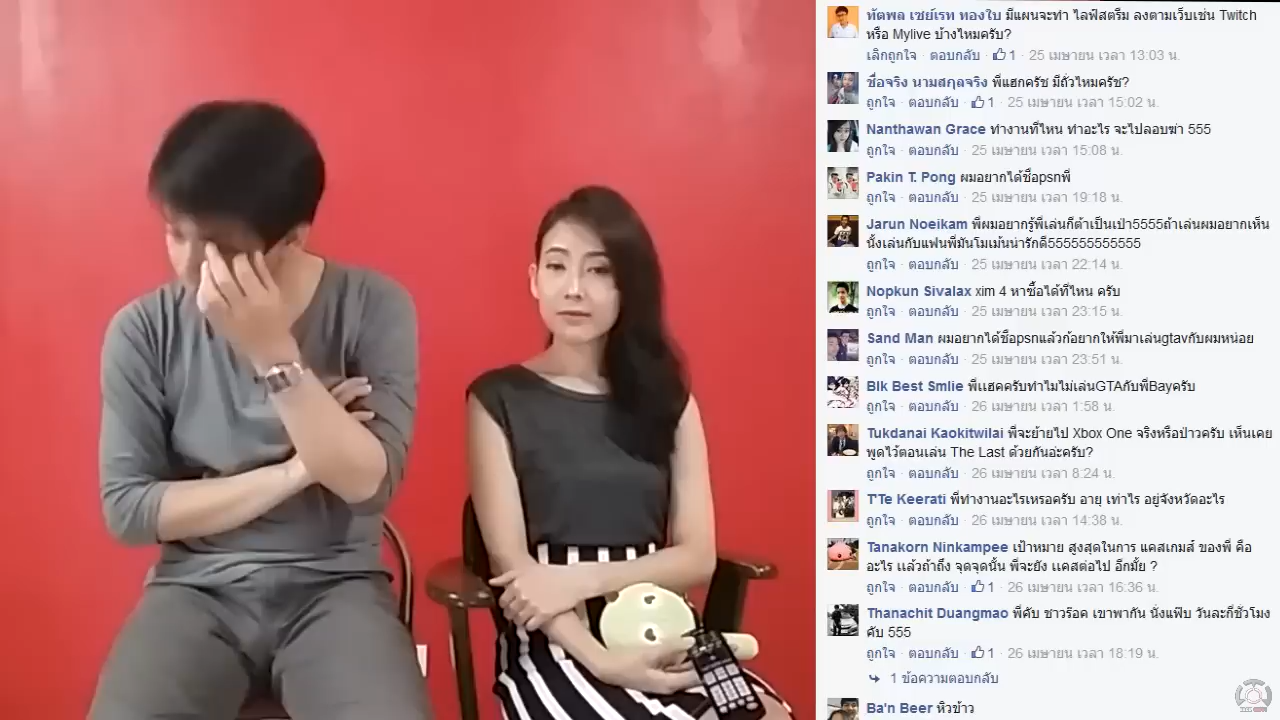 ทัตพล เชย์เรท ทองใบ มีแผนจะทำ ไลฟ์สตรีม ลงตามเว็บเช่น Twitch
หรือ Mylive บ้างไหมครับ?
เลิกถูกใจ · ตอบกลับ · 1 · 25 เมษายน เวลา 13:03 น.
ชื่อจริง นามสกุลจริง พี่แฮกครัช มีถั่วไหมครัช?
ถูกใจ · ตอบกลับ · 1 · 25 เมษายน เวลา 15:02 น.
Nanthawan Grace ทำงานที่ไหน ทำอะไร จะไปลอบฆ่า 555
ถูกใจ · ตอบกลับ · 25 เมษายน เวลา 15:08 น.
Pakin T. Pong ผมอยากได้ชื่อpsnพี่
ถูกใจ · ตอบกลับ · 25 เมษายน เวลา 19:18 น.
Jarun Noeikam พี่ผมอยากรู้พี่เล่นก็ต้าเป็นเป่า5555ถ้าเล่นผมอยากเห็น
นั้งเล่นกับแฟนพี่มันโมเม้นน่ารักดี555555555555
ถูกใจ · ตอบกลับ · 25 เมษายน เวลา 22:14 น.
Nopkun Sivalax xim 4 หาซื้อได้ที่ไหน ครับ
ถูกใจ · ตอบกลับ · 25 เมษายน เวลา 23:15 น.
Sand Man ผมอยากได้ชื่อpsnแล้วก้อยากให้พี่มาเล่นgtavกับผมหน่อย
ถูกใจ · ตอบกลับ · 25 เมษายน เวลา 23:51 น.
Blk Best Smlie พี่แฮคครับทำไมไม่เล่นGTAกับพี่Bayครับ
ถูกใจ · ตอบกลับ · 26 เมษายน เวลา 1:58 น.
Tukdanai Kaokitwilai พี่จะย้ายไป Xbox One จริงหรือป่าวครับ เห็นเคย
พูดไว้ตอนเล่น The Last ด้วยกันอ่ะครับ?
ถูกใจ · ตอบกลับ · 26 เมษายน เวลา 8:24 น.
T'Te Keerati พี่ทำงานอะไรเหรอครับ อายุ เท่าไร อยู่จังหวัดอะไร
ถูกใจ · ตอบกลับ · 26 เมษายน เวลา 14:38 น.
Tanakorn Ninkampee เป้าหมาย สูงสุดในการ แคสเกมส์ ของพี่ คือ
อะไร แล้วถ้าถึง จุดจุดนั้น พี่จะยัง แคสต่อไป อีกมั้ย ?
ถูกใจ · ตอบกลับ · 1 · 26 เมษายน เวลา 16:36 น.
Thanachit Duangmao พี่คับ ชาวร๊อค เขาพากัน นั่งแฟ๊บ วันละกี่ชั่วโมง
คับ 555
ถูกใจ · ตอบกลับ · 1 · 26 เมษายน เวลา 18:19 น.
1 ข้อความตอบกลับ
Ba'n Beer หิวข้าว